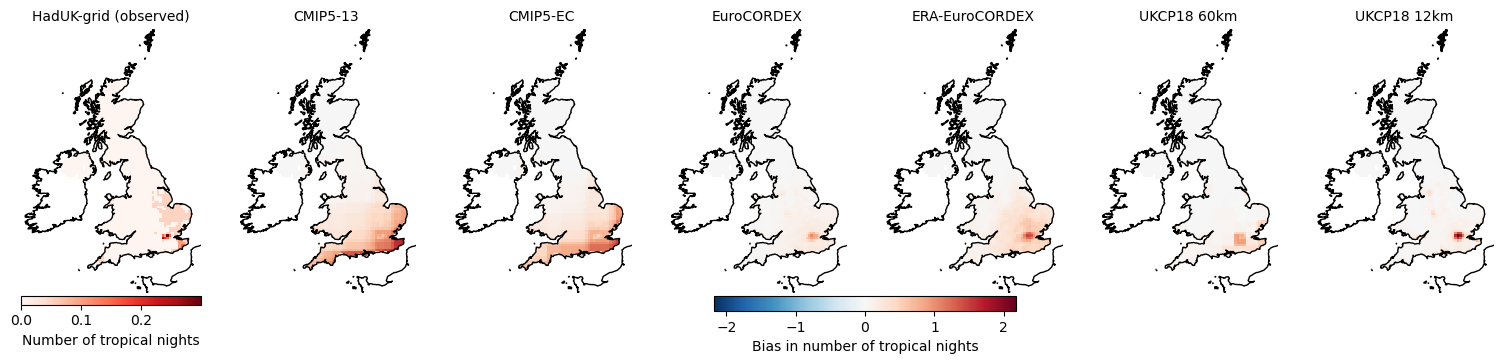 HadUK-grid (observed)
CMIP5-13
CMIP5-EC
EuroCORDEX
ERA-EuroCORDEX
UKCP18 60km
UKCP18 12km
0.0 0.1 0.2
Number of tropical nights
−2 −1 0 1 2
Bias in number of tropical nights